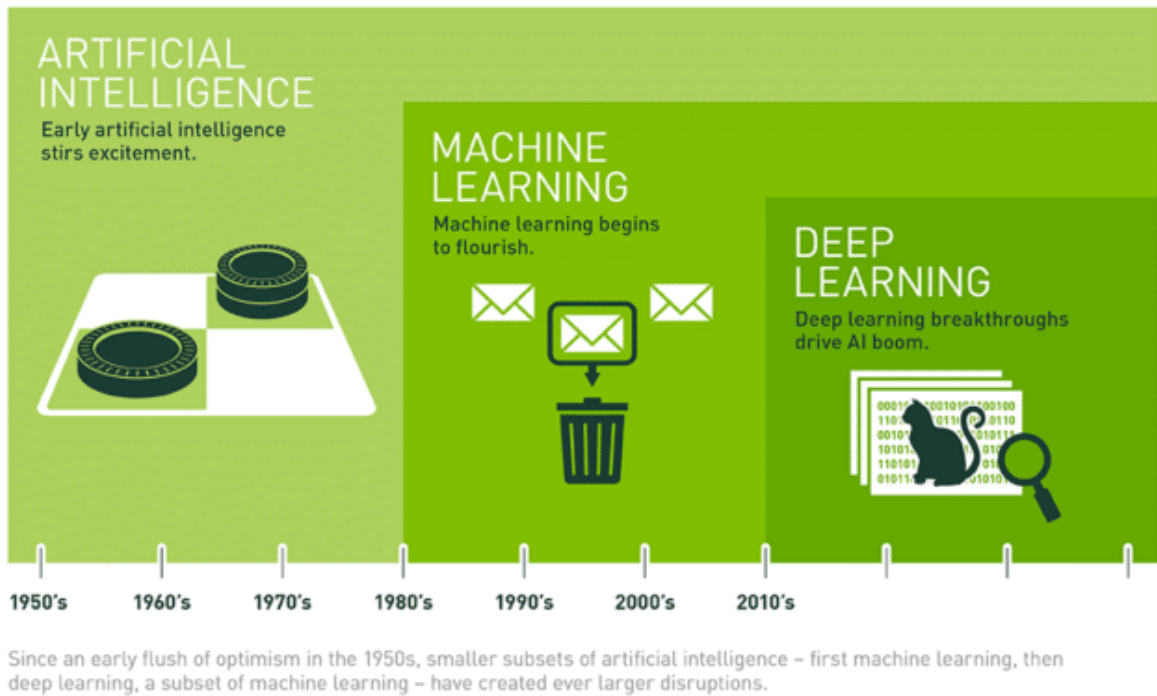 ARTIFICIAL
INTELLIGENCE
Early artificial intelligence
stirs excitement.
MACHINE
LEARNING
Machine learning begins
to flourish.
DEEP
LEARNING
Deep learning breakthroughs
drive AI boom.
1950's 1960's 1970's 1980's 1990's 2000's 2010's
Since an early flush of optimism in the 1950s, smaller subsets of artificial intelligence – first machine learning, then
deep learning, a subset of machine learning – have created ever larger disruptions.